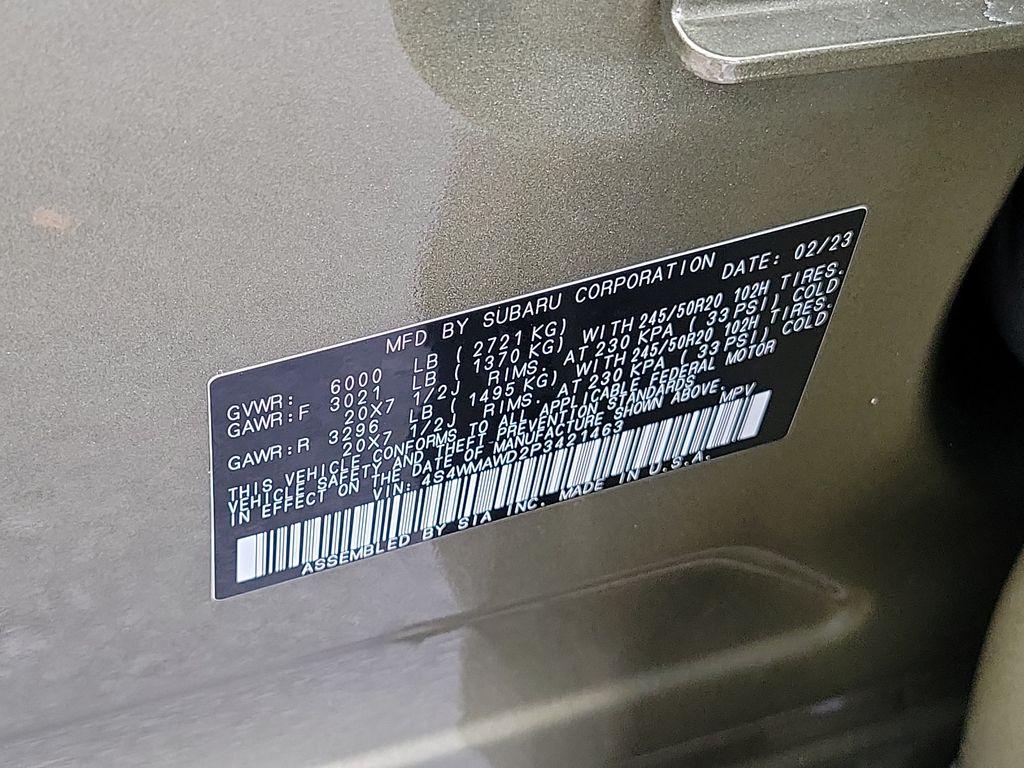 MFD BY SUBARU CORPORATION DATE: 02/23
GVWR: 6000 LB ( 2721 KG)
GAWR:F 3021 LB ( 1370 KG) WITH 245/50R20 102H TIRES.
20X7 1/2J RIMS. AT 230 KPA ( 33 PSI) COLD
GAWR:R 3296 LB ( 1495 KG) WITH 245/50R20 102H TIRES.
20X7 1/2J RIMS. AT 230 KPA ( 33 PSI) COLD
THIS VEHICLE CONFORMS TO ALL APPLICABLE FEDERAL MOTOR
VEHICLE SAFETY AND THEFT PREVENTION STANDARDS
IN EFFECT ON THE DATE OF MANUFACTURE SHOWN ABOVE.
VIN: 4S4WMAWD2P3421463 MPV
ASSEMBLED BY SIA INC. MADE IN U.S.A.